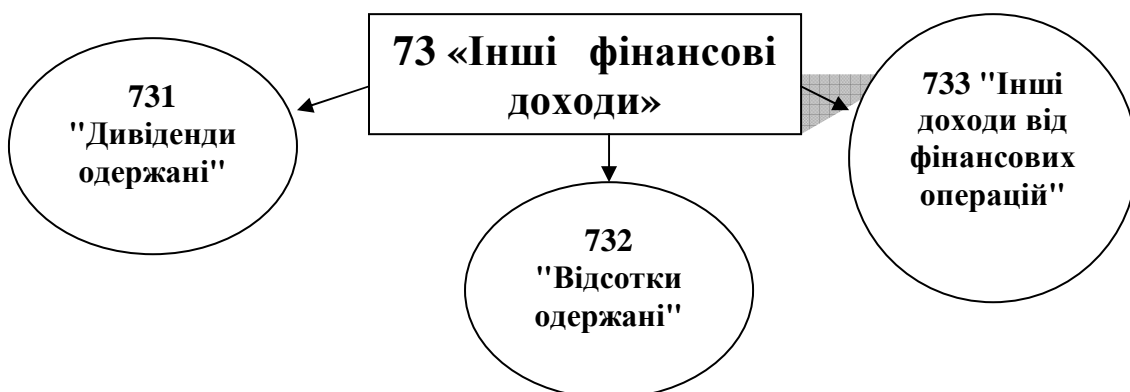 73 «Інші фінансові
доходи»
731
"Дивіденди
одержані"
732
"Відсотки
одержані"
733 "Інші
доходи від
фінансових
операцій"